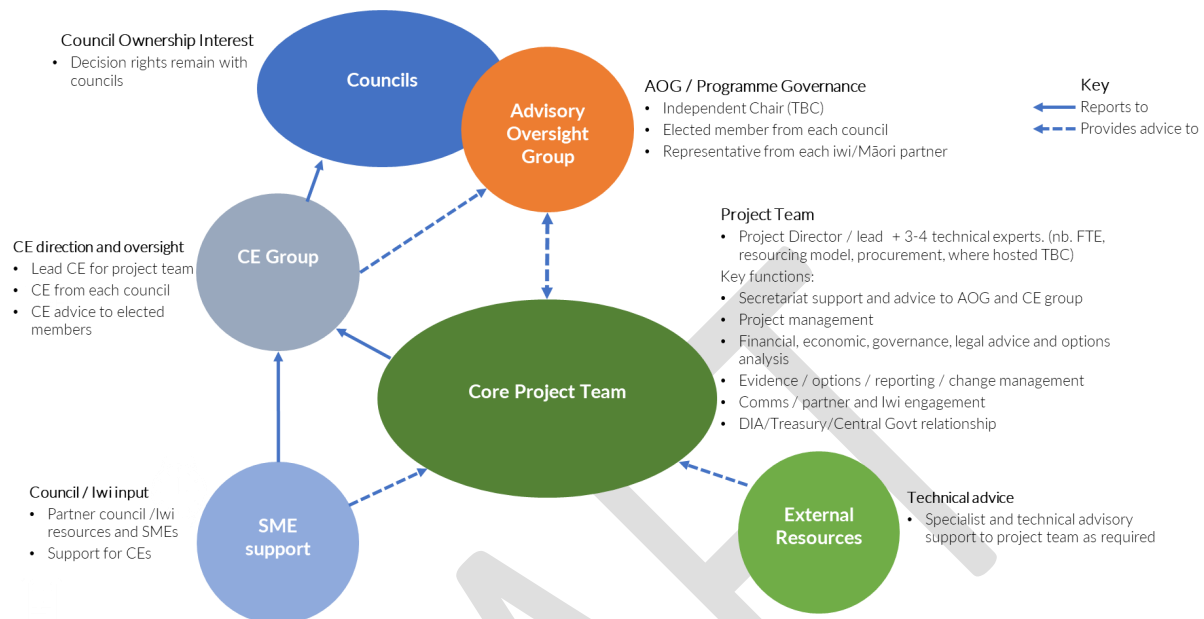 Council Ownership Interest
• Decision rights remain with
councils
Councils
Advisory
Oversight
Group
AOG / Programme Governance
• Independent Chair (TBC)
• Elected member from each council
• Representative from each iwi/Māori partner
Key
Reports to
Provides advice to
CE direction and oversight
• Lead CE for project team
• CE from each council
• CE advice to elected
members
CE Group
Project Team
• Project Director / lead + 3-4 technical experts. (nb. FTE,
resourcing model, procurement, where hosted TBC)
Key functions:
• Secretariat support and advice to AOG and CE group
• Project management
• Financial, economic, governance, legal advice and options
analysis
• Evidence / options / reporting / change management
• Comms / partner and Iwi engagement
• DIA/Treasury/Central Govt relationship
Core Project Team
Council / Iwi input
• Partner council /Iwi
resources and SMEs
• Support for CEs
SME
support
External
Resources
Technical advice
• Specialist and technical advisory
support to project team as required